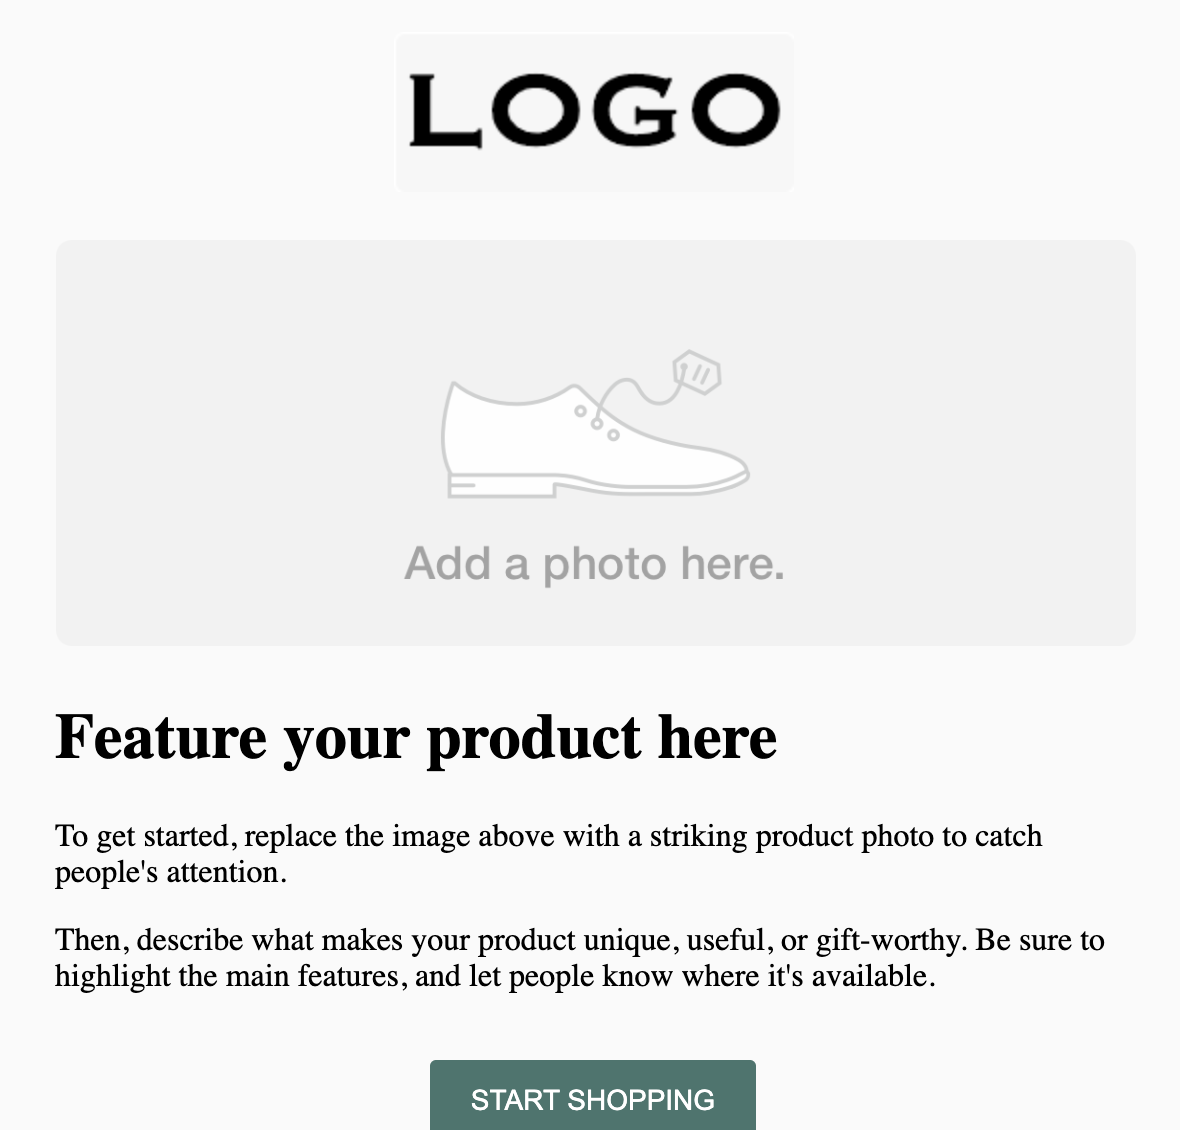 LOGO
Add a photo here.
Feature your product here
To get started, replace the image above with a striking product photo to catch
people's attention.
Then, describe what makes your product unique, useful, or gift-worthy. Be sure to
highlight the main features, and let people know where it's available.
START SHOPPING